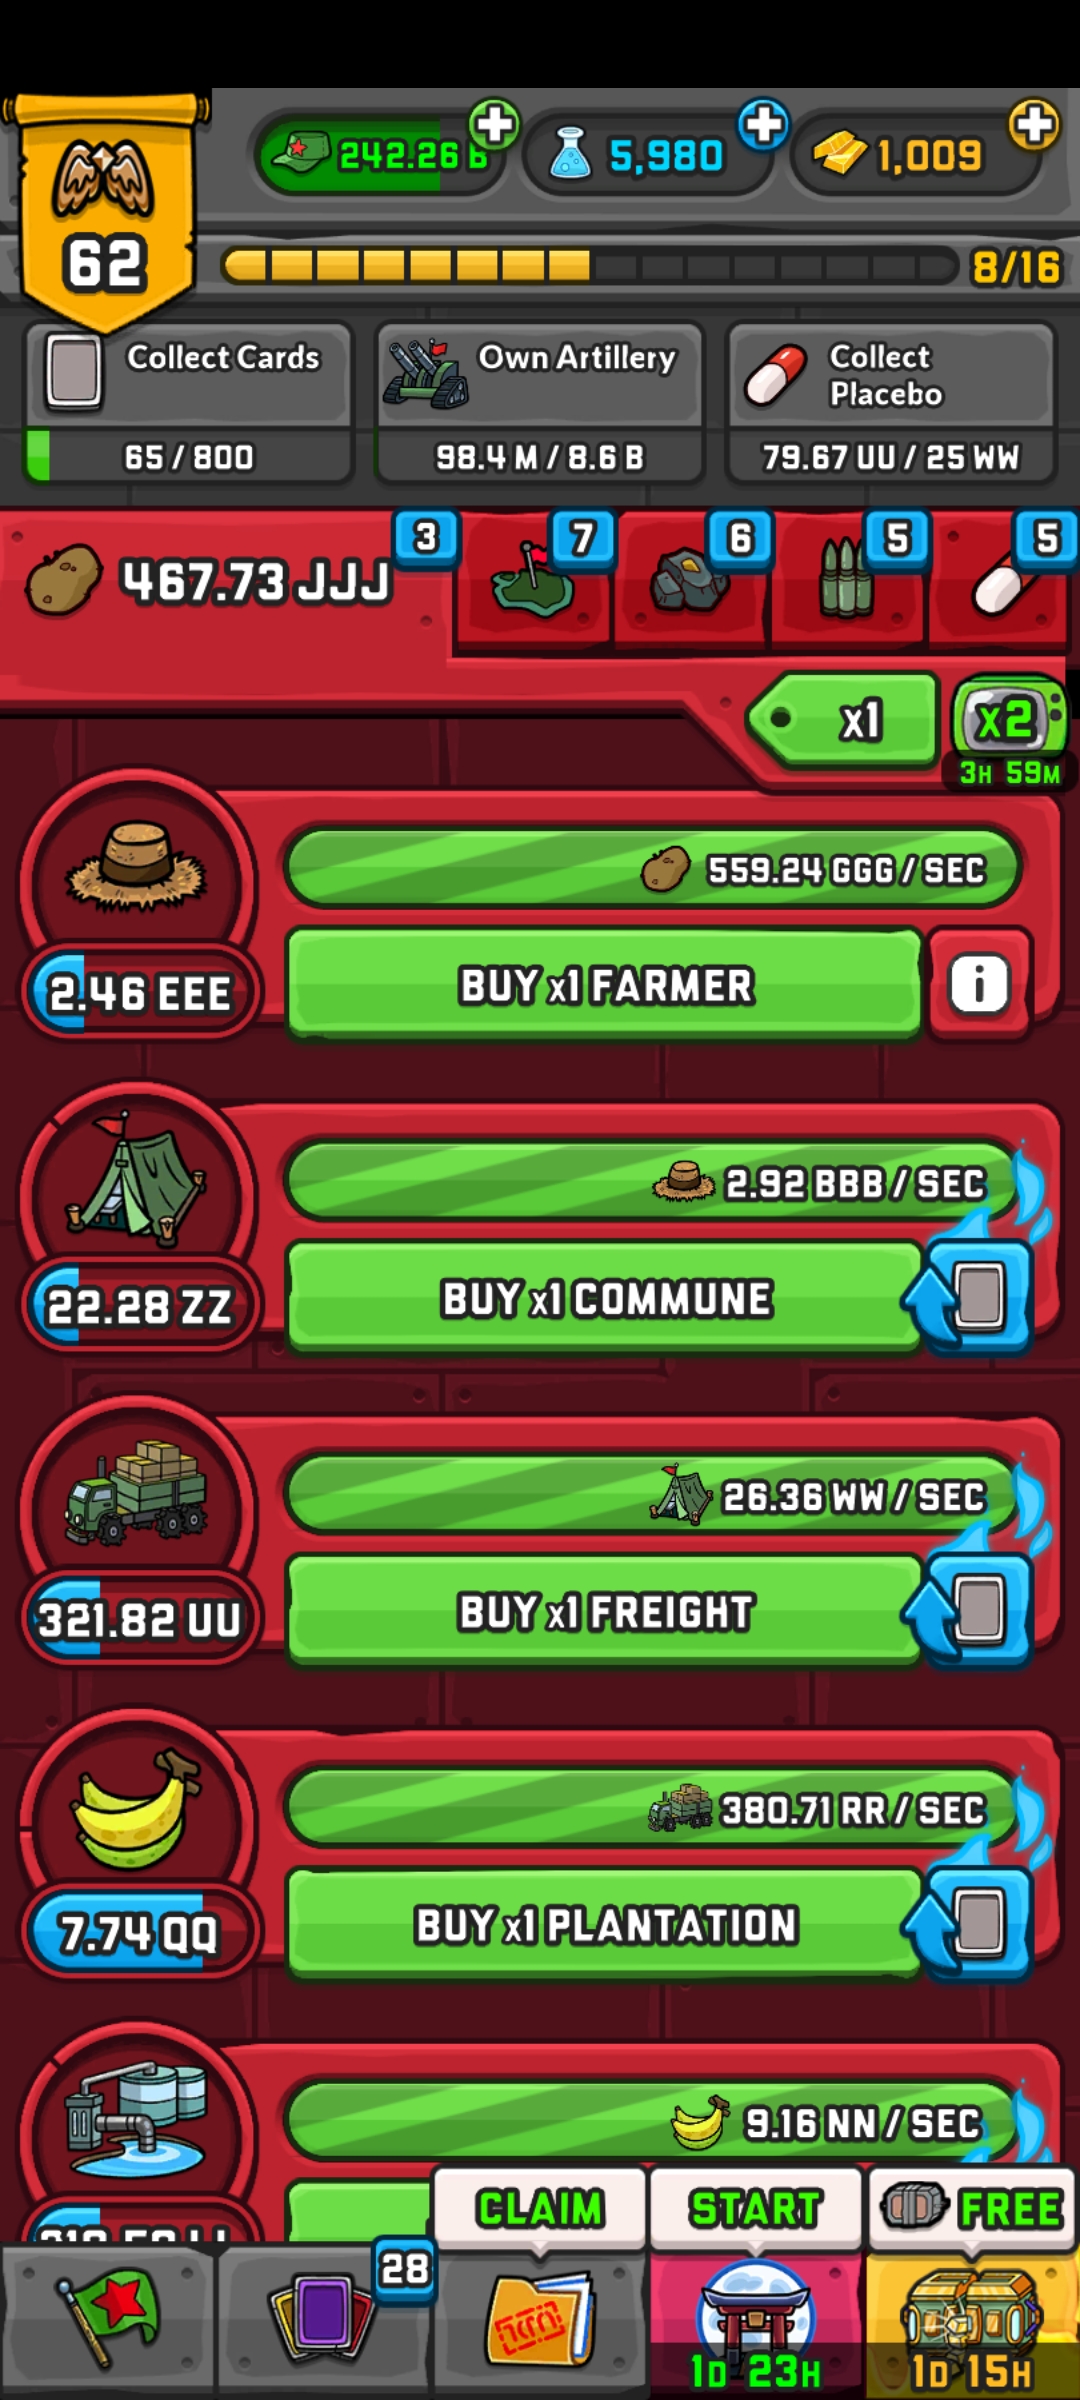 62
242.26 B
5,980
1,009
8/16
Collect Cards
65 / 800
Own Artillery
98.4 M / 8.6 B
Collect
Placebo
79.67 UU / 25 WW
467.73 JJJ
3
7
6
5
5
x1
x2
3H 59M
559.24 GGG / SEC
2.46 EEE
BUY x1 FARMER
i
2.92 BBB / SEC
22.28 ZZ
BUY x1 COMMUNE
26.36 WW / SEC
321.82 UU
BUY x1 FREIGHT
380.71 RR / SEC
7.74 QQ
BUY x1 PLANTATION
9.16 NN / SEC
CLAIM
START
FREE
28
1D 23H
1D 15H